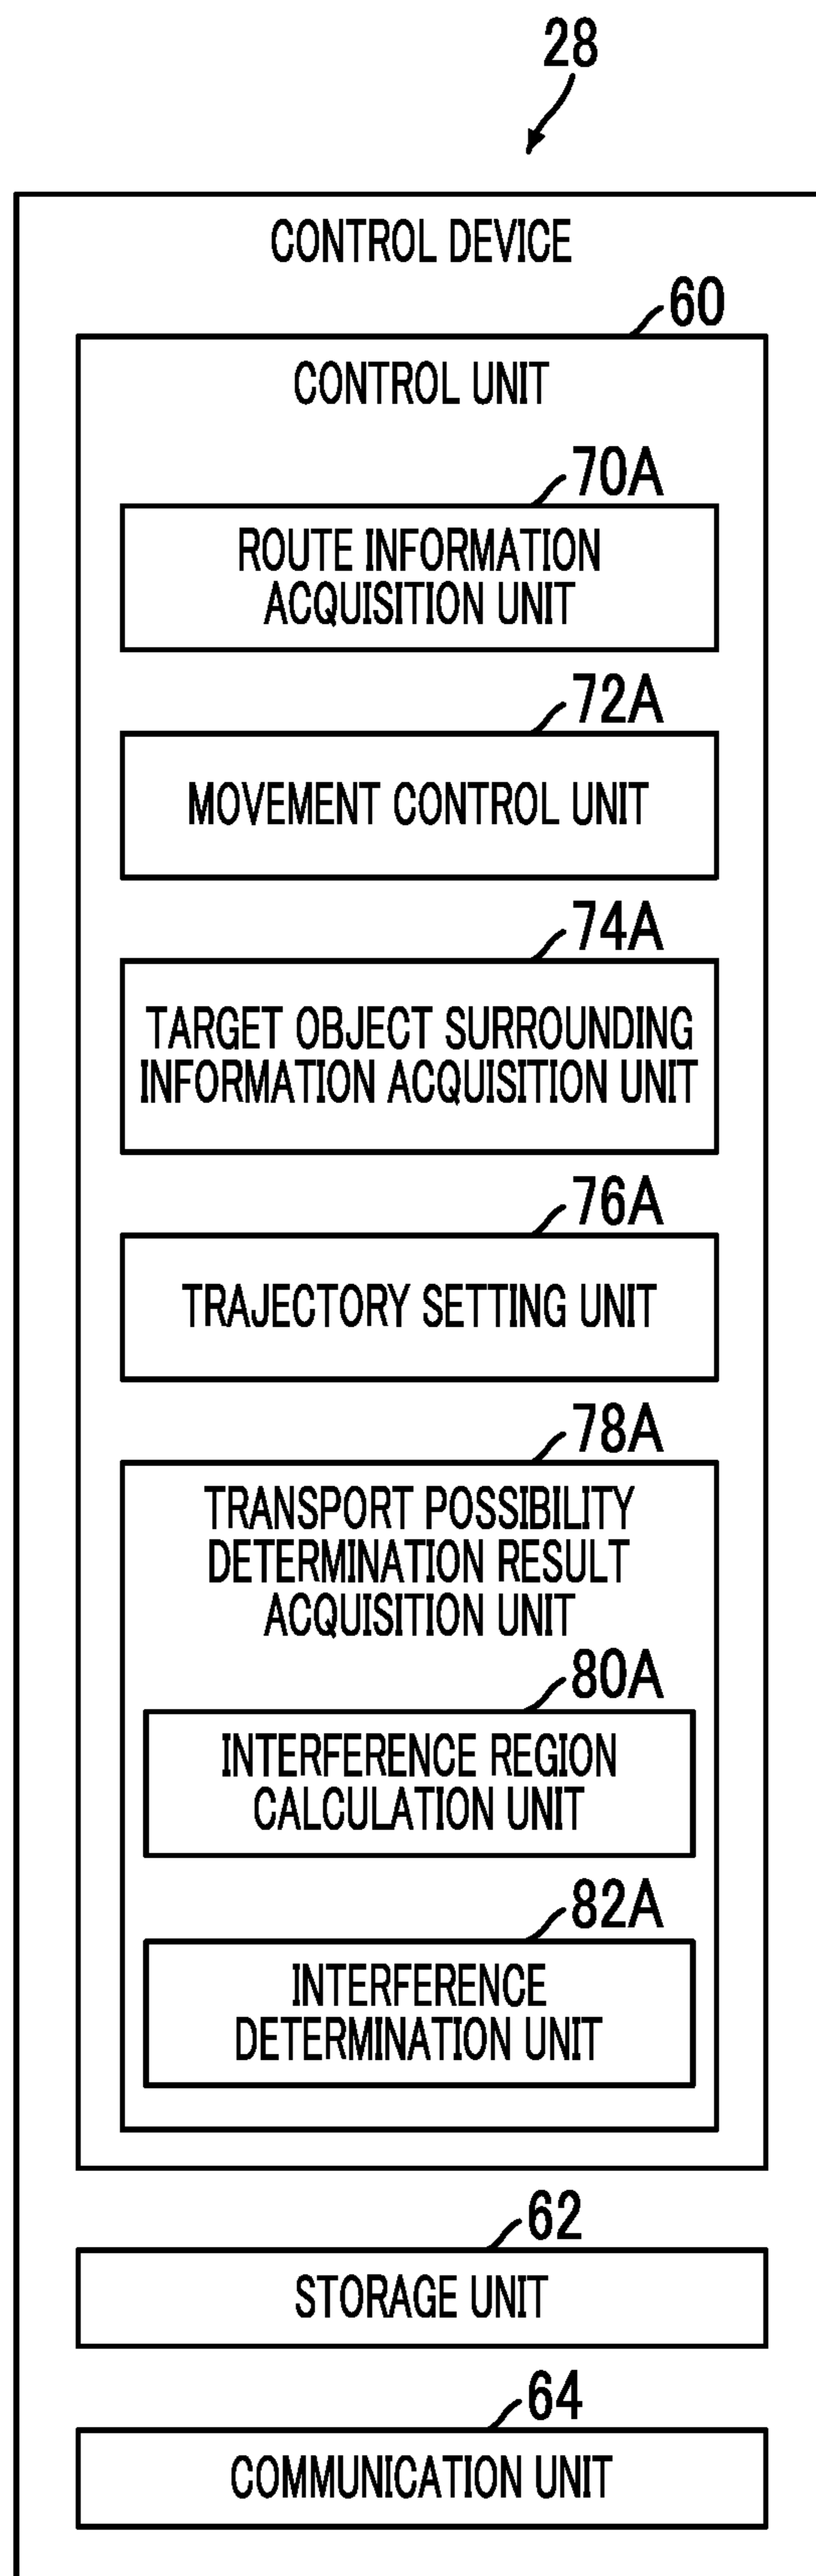 28
CONTROL DEVICE
60
CONTROL UNIT
70A
ROUTE INFORMATION
ACQUISITION UNIT
72A
MOVEMENT CONTROL UNIT
74A
TARGET OBJECT SURROUNDING
INFORMATION ACQUISITION UNIT
76A
TRAJECTORY SETTING UNIT
78A
TRANSPORT POSSIBILITY
DETERMINATION RESULT
ACQUISITION UNIT
80A
INTERFERENCE REGION
CALCULATION UNIT
82A
INTERFERENCE
DETERMINATION UNIT
62
STORAGE UNIT
64
COMMUNICATION UNIT